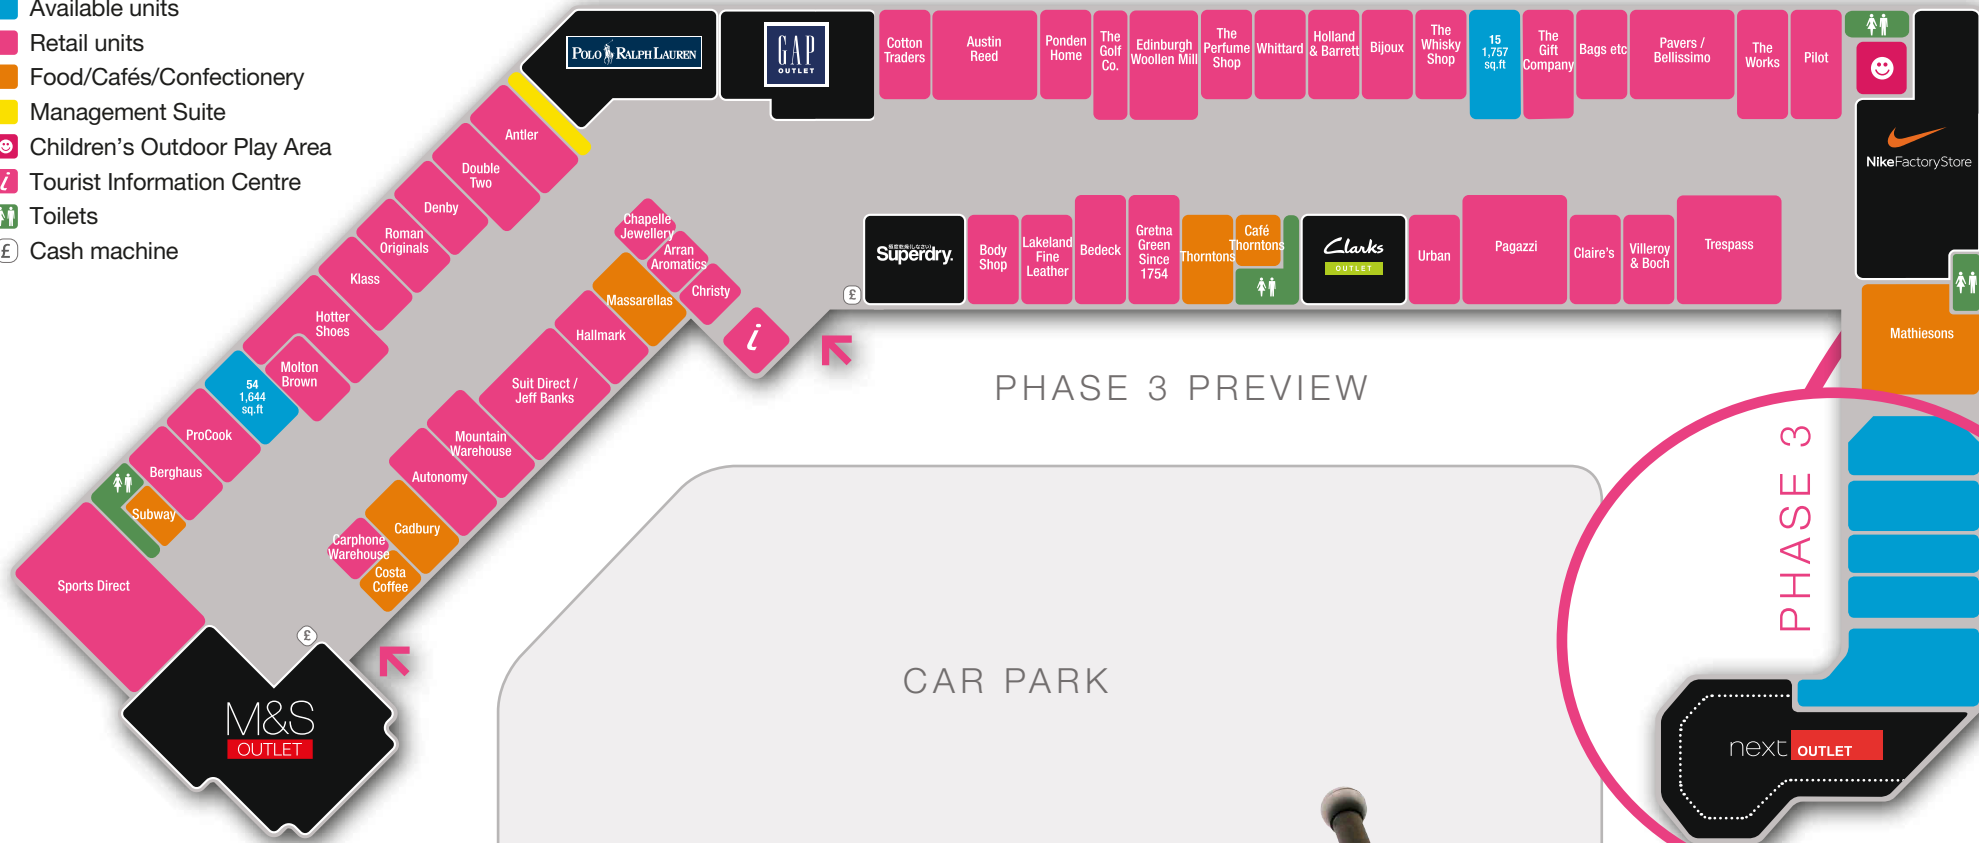 Available units
Retail units
Food/Cafés/Confectionery
Management Suite
Children's Outdoor Play Area
i Tourist Information Centre
Toilets
£ Cash machine
POLO RALPH LAUREN
GAP
OUTLET
Cotton
Traders
Austin
Reed
Ponden
Home
The
Golf
Co.
Edinburgh
Woollen Mill
The
Perfume
Shop
Whittard
Holland
& Barrett
Bijoux
The
Whisky
Shop
15
1,757
sq.ft
The
Gift
Company
Bags etc
Pavers /
Bellissimo
The
Works
Pilot
NikeFactoryStore
Antler
Double
Two
Denby
Roman
Originals
Klass
Hotter
Shoes
Molton
Brown
54
1,644
sq.ft
ProCook
Berghaus
Subway
Sports Direct
M&S
OUTLET
£
Chapelle
Jewellery
Arran
Aromatics
Christy
i
Massarellas
Hallmark
Suit Direct /
Jeff Banks
Mountain
Warehouse
Autonomy
Cadbury
Carphone
Warehouse
Costa
Coffee
£
Superdry.
Body
Shop
Lakeland
Fine
Leather
Bedeck
Gretna
Green
Since
1754
Thorntons
Café
Thorntons
Clarks
OUTLET
Urban
Pagazzi
Claire's
Villeroy
& Boch
Trespass
Mathiesons
PHASE 3 PREVIEW
PHASE 3
CAR PARK
next OUTLET